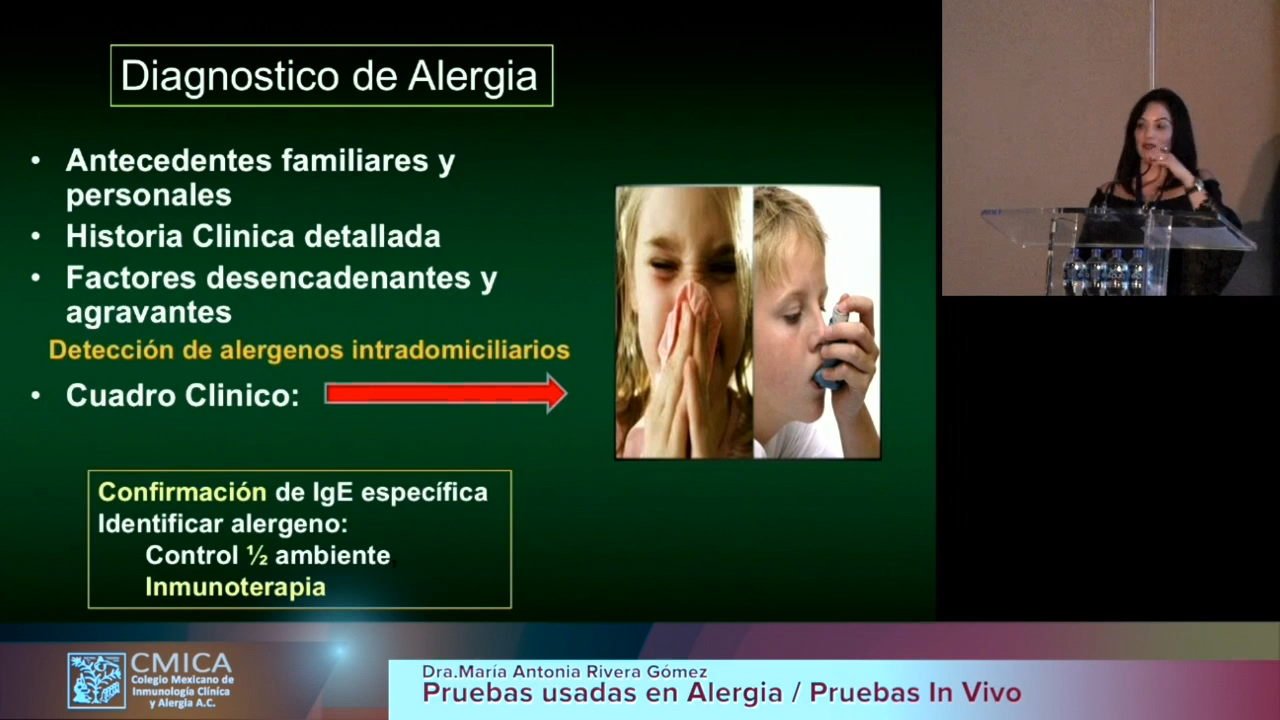 Diagnostico de Alergia
• Antecedentes familiares y
personales
• Historia Clinica detallada
• Factores desencadenantes y
agravantes
Detección de alergenos intradomiciliarios
• Cuadro Clinico:
Confirmación de IgE específica
Identificar alergeno:
Control ½ ambiente
Inmunoterapia
CMICA
Colegio Mexicano de
Inmunología Clínica
y Alergia A.C.
Dra.María Antonia Rivera Gómez
Pruebas usadas en Alergia / Pruebas In Vivo